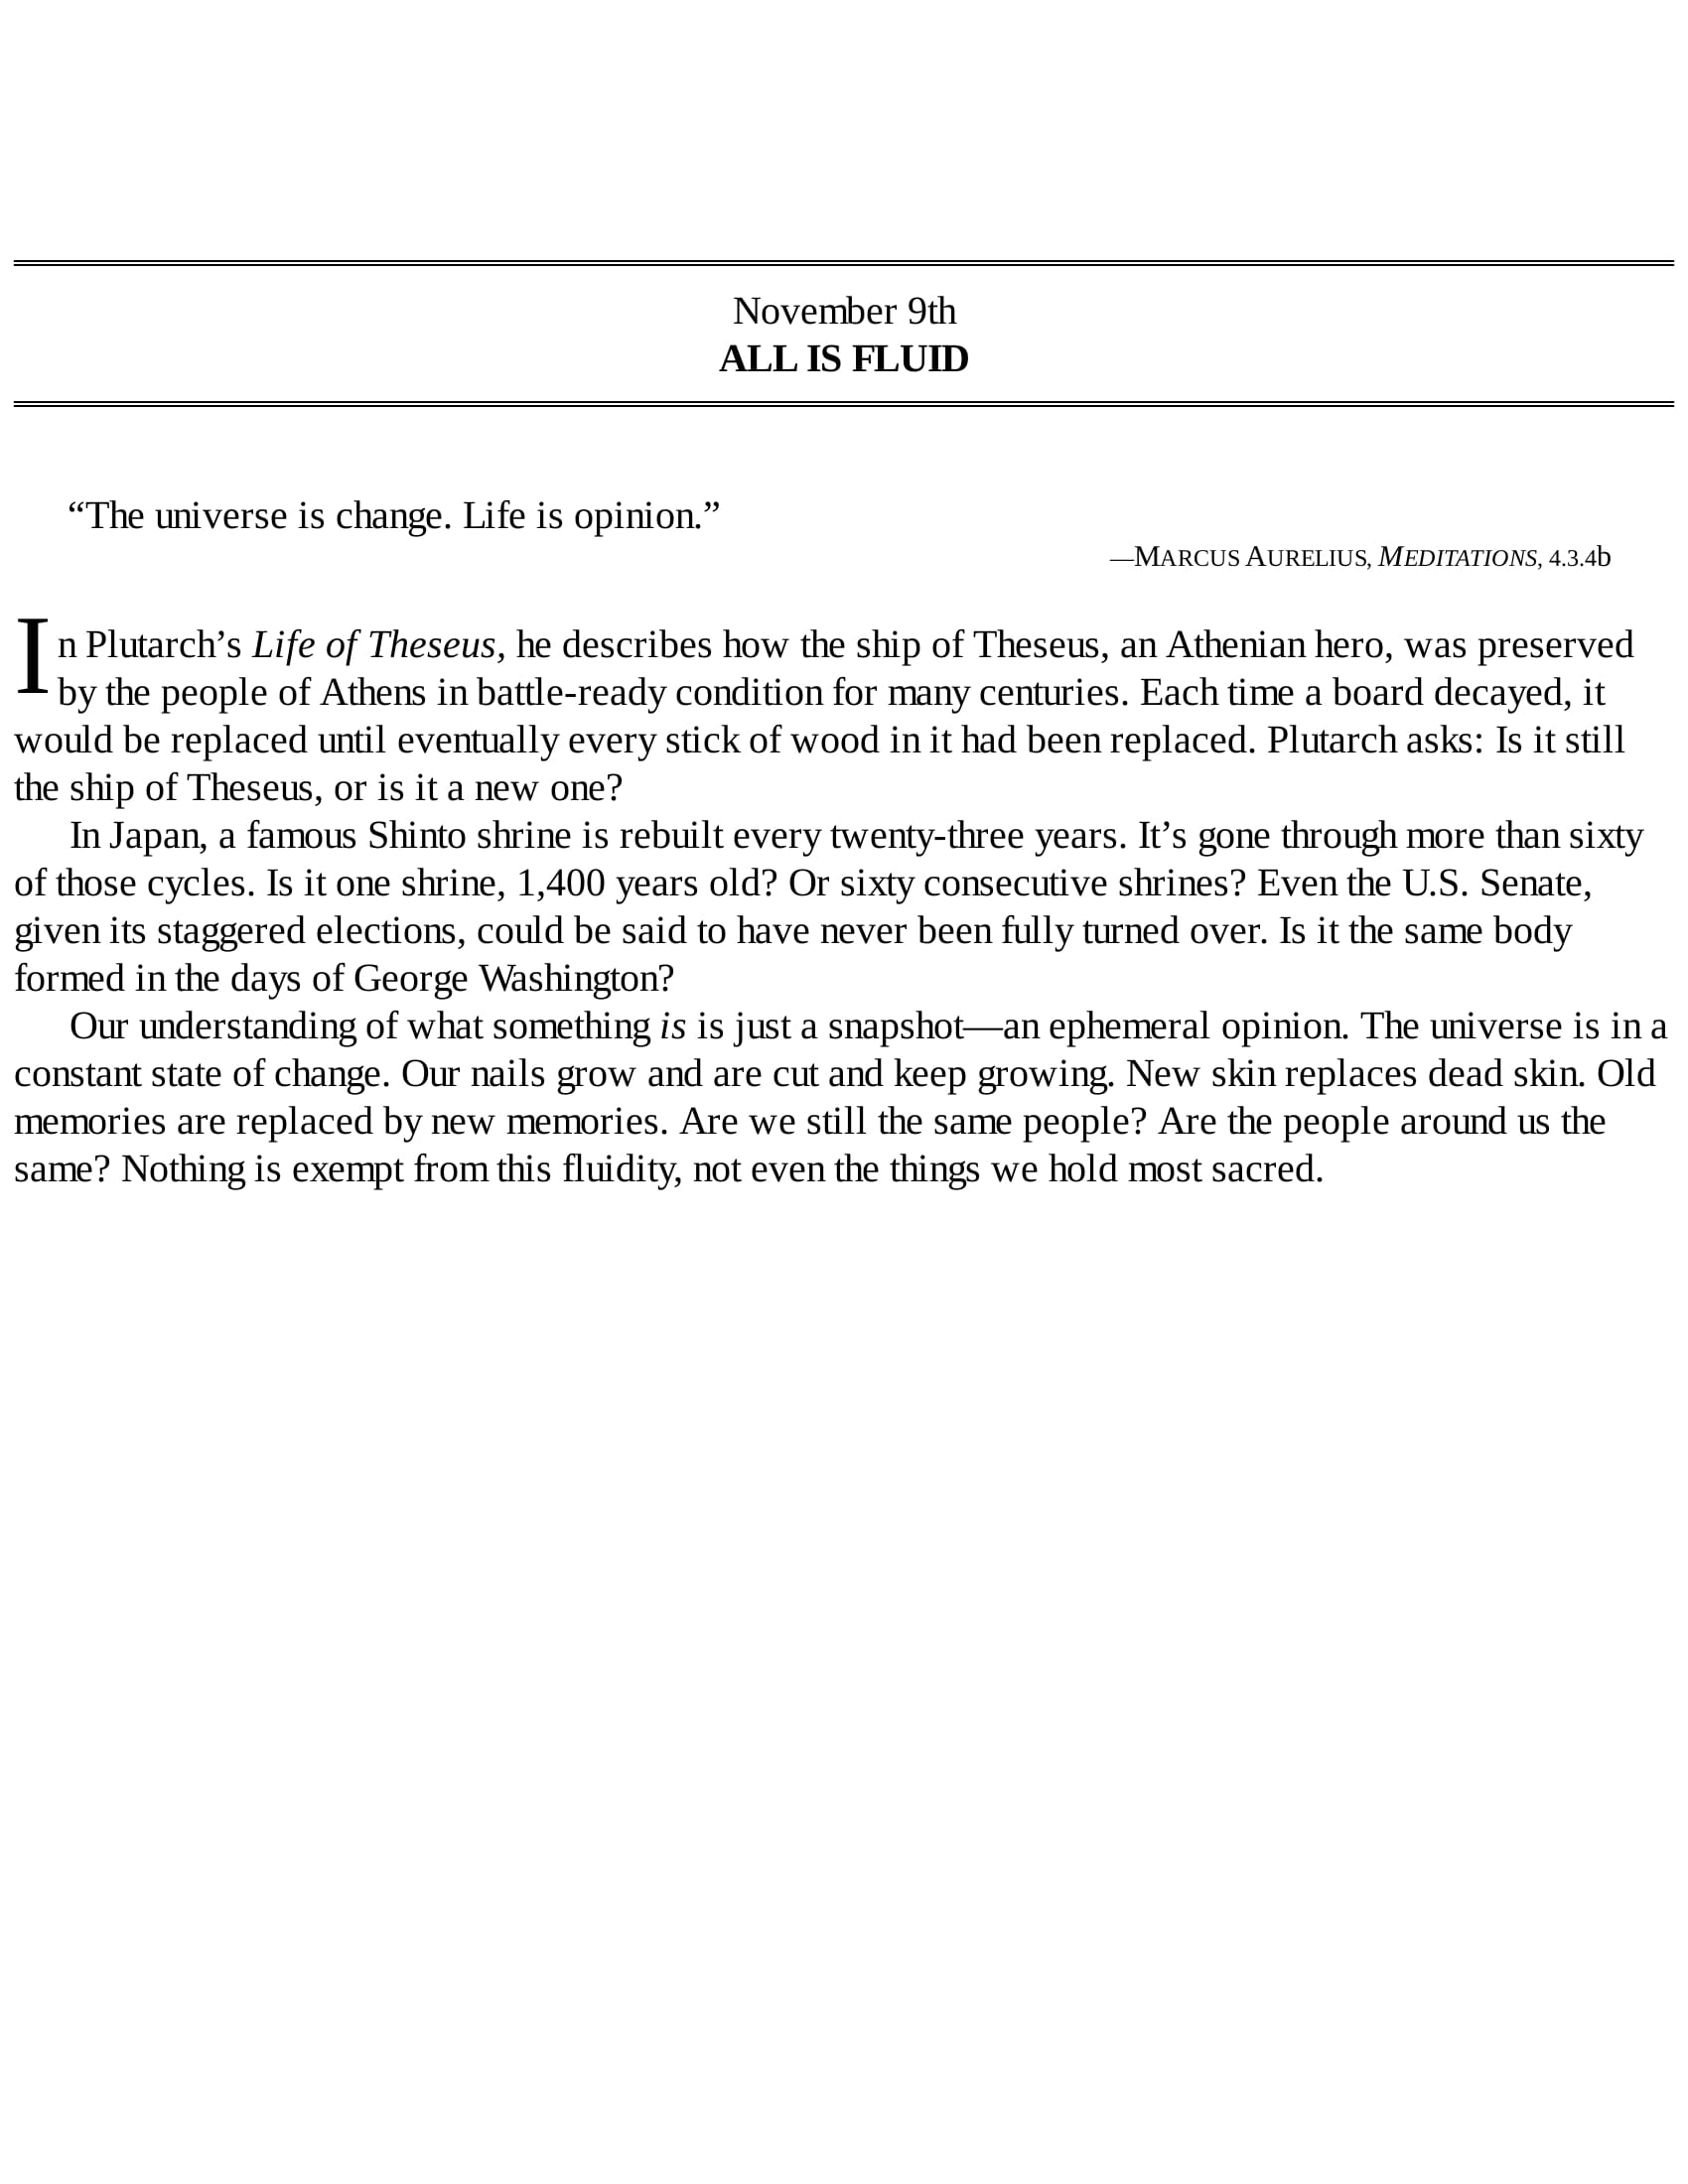 November 9th
ALL IS FLUID
“The universe is change. Life is opinion.”
—MARCUS AURELIUS, MEDITATIONS, 4.3.4b
In Plutarch’s Life of Theseus, he describes how the ship of Theseus, an Athenian hero, was preserved
by the people of Athens in battle-ready condition for many centuries. Each time a board decayed, it
would be replaced until eventually every stick of wood in it had been replaced. Plutarch asks: Is it still
the ship of Theseus, or is it a new one?
In Japan, a famous Shinto shrine is rebuilt every twenty-three years. It’s gone through more than sixty
of those cycles. Is it one shrine, 1,400 years old? Or sixty consecutive shrines? Even the U.S. Senate,
given its staggered elections, could be said to have never been fully turned over. Is it the same body
formed in the days of George Washington?
Our understanding of what something is is just a snapshot—an ephemeral opinion. The universe is in a
constant state of change. Our nails grow and are cut and keep growing. New skin replaces dead skin. Old
memories are replaced by new memories. Are we still the same people? Are the people around us the
same? Nothing is exempt from this fluidity, not even the things we hold most sacred.